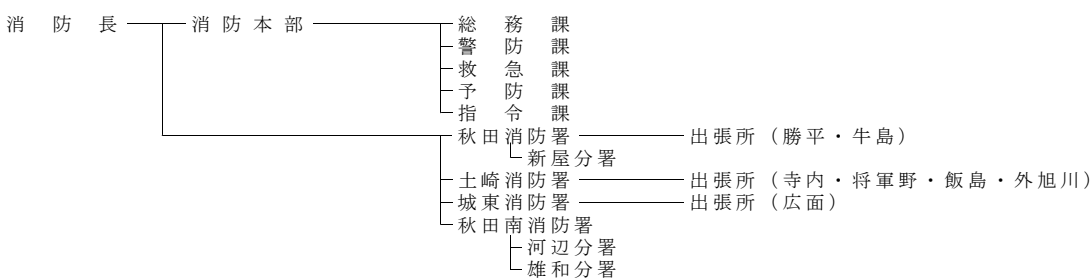 消防長 消防本部 総務課
警防課
救急課
予防課
指令課
秋田消防署 出張所（勝平・牛島）
新屋分署
土崎消防署 出張所（寺内・将軍野・飯島・外旭川）
城東消防署 出張所（広面）
秋田南消防署
河辺分署
雄和分署